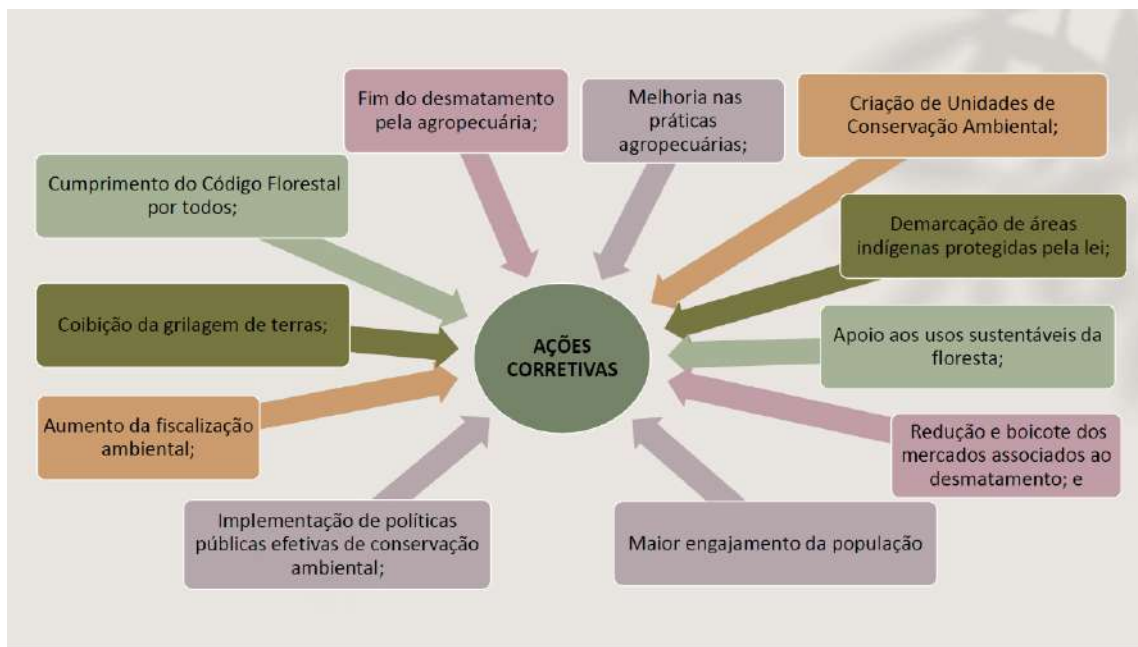 Fim do desmatamento
pela agropecuária;
Melhoria nas
práticas
agropecuárias;
Criação de Unidades de
Conservação Ambiental;
Cumprimento do Código Florestal
por todos;
Demarcação de áreas
indígenas protegidas pela lei;
Coibição da grilagem de terras;
AÇÕES
CORRETIVAS
Apoio aos usos sustentáveis da
floresta;
Aumento da fiscalização
ambiental;
Redução e boicote dos
mercados associados ao
desmatamento; e
Implementação de políticas
públicas efetivas de conservação
ambiental;
Maior engajamento da população